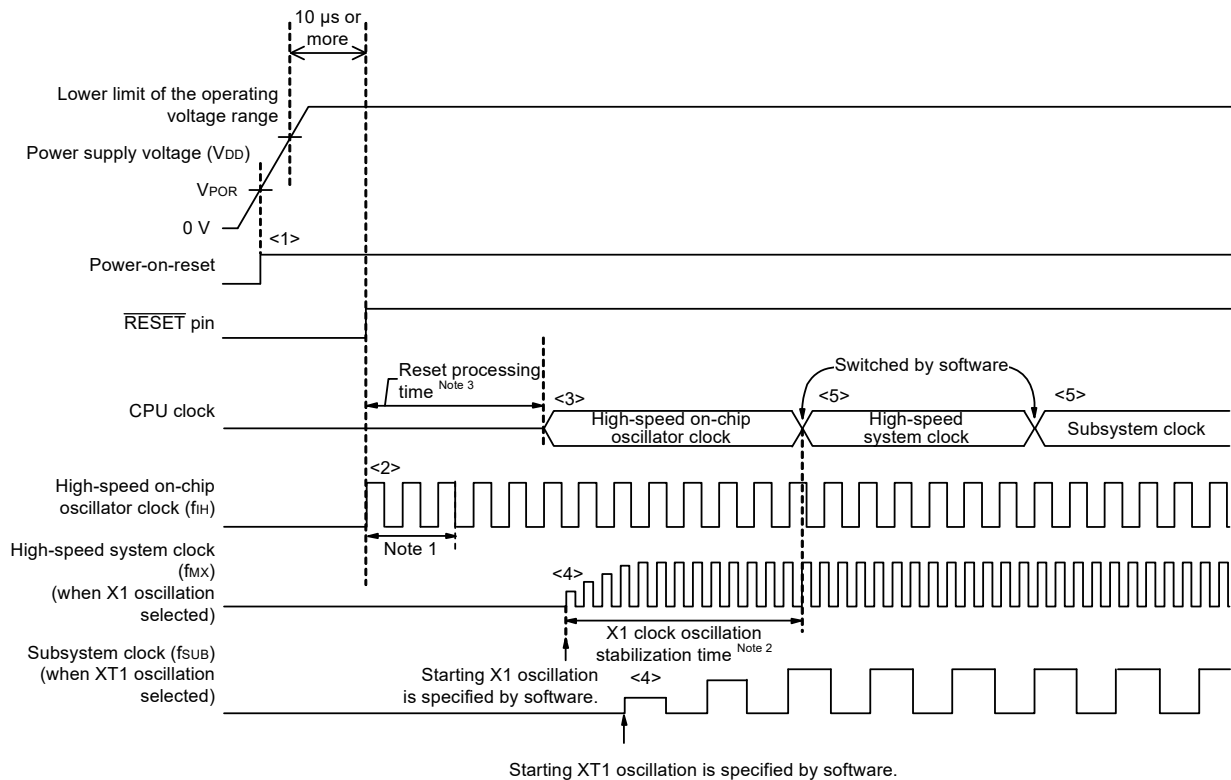 10 µs or
more
Lower limit of the operating
voltage range
Power supply voltage (VDD)
VPOR
0 V
<1>
Power-on-reset
RESET pin
Reset processing
time Note 3
Switched by software
CPU clock
<3>
<5>
<5>
High-speed on-chip
oscillator clock
High-speed
system clock
Subsystem clock
<2>
High-speed on-chip
oscillator clock (fIH)
Note 1
High-speed system clock
(fMX)
(when X1 oscillation
selected)
<4>
X1 clock oscillation
stabilization time Note 2
Subsystem clock (fSUB)
(when XT1 oscillation
selected)
Starting X1 oscillation
is specified by software.
<4>
Starting XT1 oscillation is specified by software.